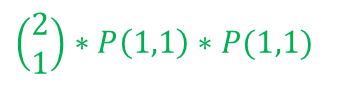 (2 1) * P(1,1) * P(1,1)